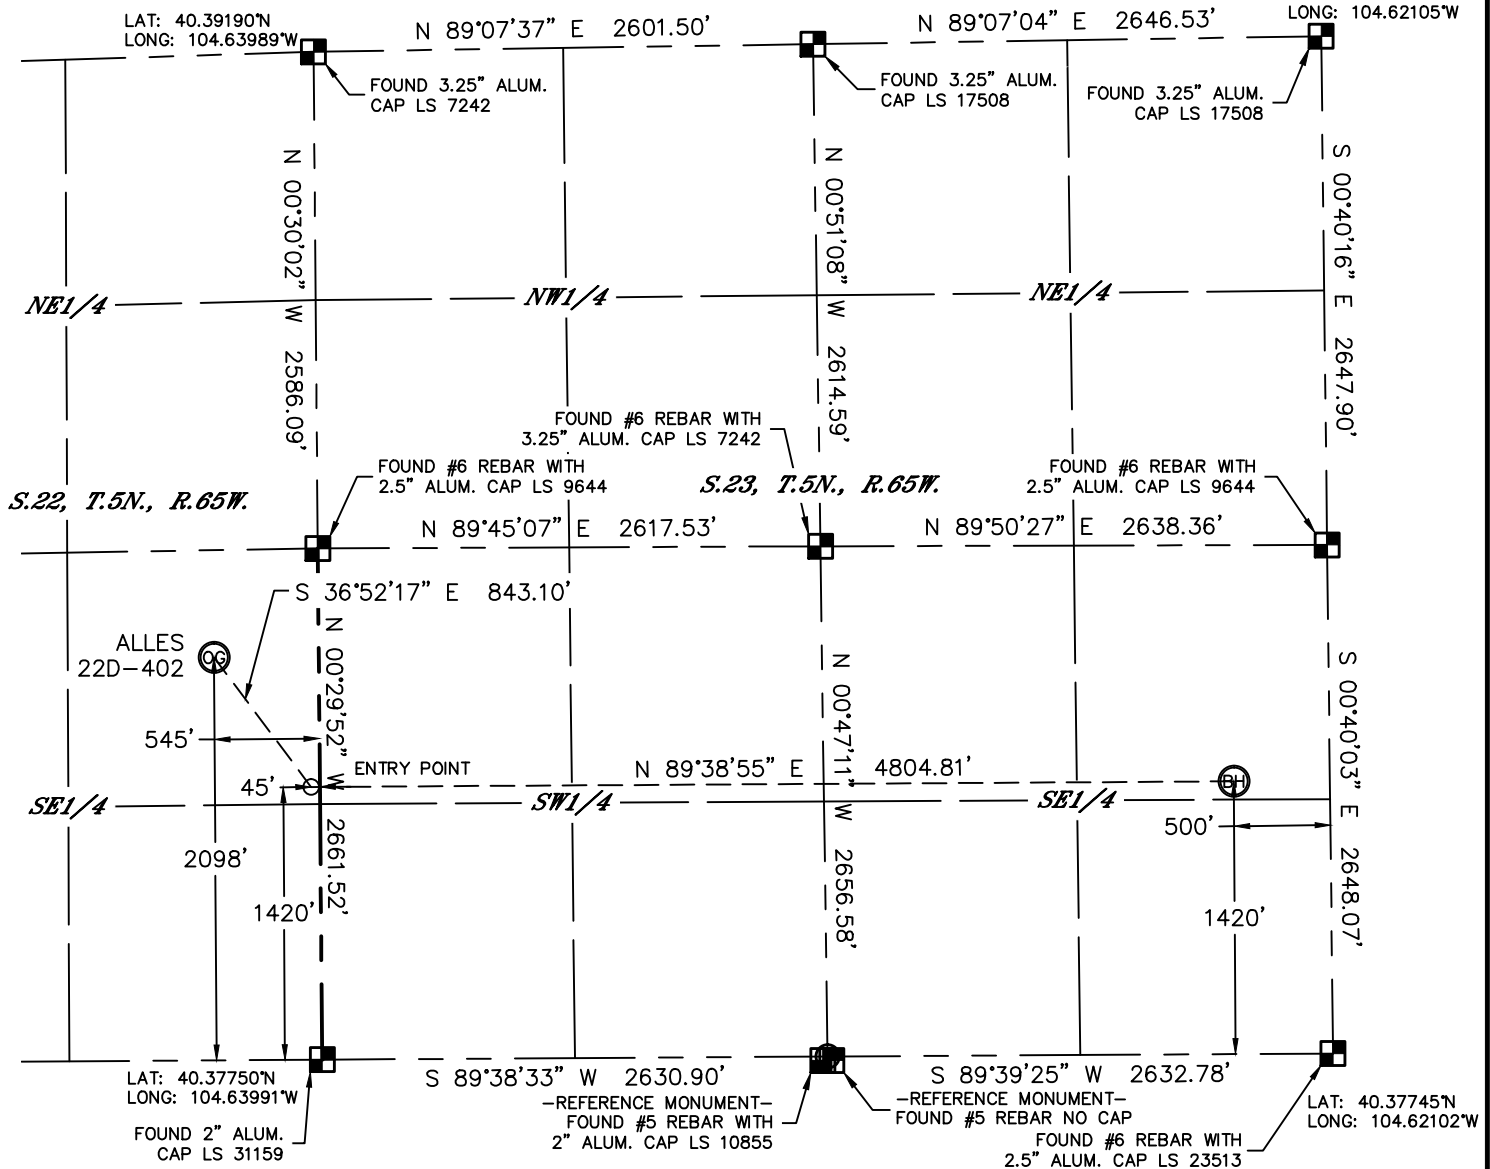 LAT: 40.39190°N
LONG: 104.63989°W
N 89°07'37" E 2601.50'
N 89°07'04" E 2646.53'
LONG: 104.62105°W
FOUND 3.25" ALUM.
CAP LS 7242
FOUND 3.25" ALUM.
CAP LS 17508
FOUND 3.25" ALUM.
CAP LS 17508
N 00°30'02" W 2586.09'
N 00°51'08" W 2614.59'
S 00°40'16" E 2647.90'
NE1/4
NW1/4
NE1/4
FOUND #6 REBAR WITH
3.25" ALUM. CAP LS 7242
FOUND #6 REBAR WITH
2.5" ALUM. CAP LS 9644
FOUND #6 REBAR WITH
2.5" ALUM. CAP LS 9644
S.22, T.5N., R.65W.
S.23, T.5N., R.65W.
N 89°45'07" E 2617.53'
N 89°50'27" E 2638.36'
S 36°52'17" E 843.10'
ALLES
22D-402
OG
N 00°29'52" W 2661.52'
N 00°47'11" W 2656.58'
S 00°40'03" E 2648.07'
545'
45'
ENTRY POINT
N 89°38'55" E 4804.81'
BH
SE1/4
SW1/4
SE1/4
500'
2098'
1420'
1420'
S 89°38'33" W 2630.90'
S 89°39'25" W 2632.78'
LAT: 40.37750°N
LONG: 104.63991°W
FOUND 2" ALUM.
CAP LS 31159
-REFERENCE MONUMENT-
FOUND #5 REBAR WITH
2" ALUM. CAP LS 10855
-REFERENCE MONUMENT-
FOUND #5 REBAR NO CAP
FOUND #6 REBAR WITH
2.5" ALUM. CAP LS 23513
LAT: 40.37745°N
LONG: 104.62102°W